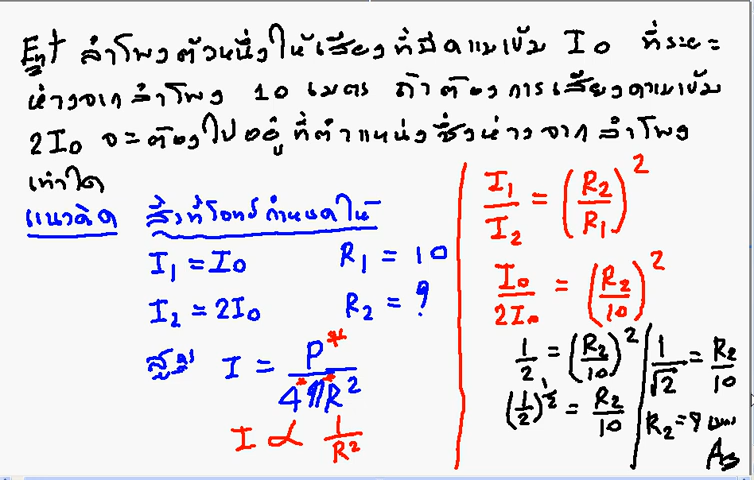 Ent ลำโพงตัวหนึ่งให้เสียงที่มีความเข้ม I0 ที่ระยะ
ห่างจากลำโพง 10 เมตร ถ้าต้องการเสียงความเข้ม
2I0 จะต้องไปอยู่ที่ตำแหน่งซึ่งห่างจากลำโพง
เท่าใด
แนวคิด สิ่งที่โจทย์กำหนดให้
I1 = I0 R1 = 10
I2 = 2I0 R2 = ?
สูตร I = P* / 4*π*R²
I ∝ 1/R²
I1/I2 = (R2/R1)²
I0/2I0 = (R2/10)²
1/2 = (R2/10)²
(1/2)^1/2 = R2/10
1/√2 = R2/10
R2 = ? เมตร
Ans